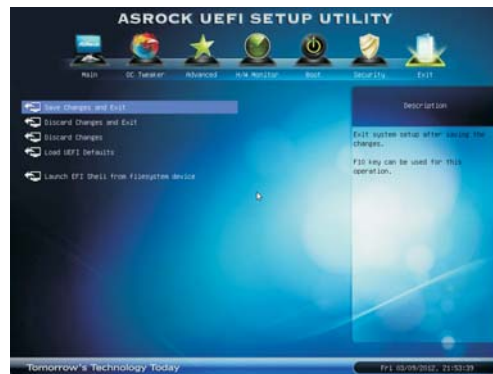 ASROCK UEFI SETUP UTILITY
Main
OC Tweaker
Advanced
H/W Monitor
Boot
Security
Exit
Save Changes and Exit
Discard Changes and Exit
Discard Changes
Load UEFI Defaults
Launch EFI Shell from filesystem device
Description
Exit system setup after saving the
changes.
F10 key can be used for this
operation.
Tomorrow's Technology Today
Fri 03/09/2012, 21:53:39